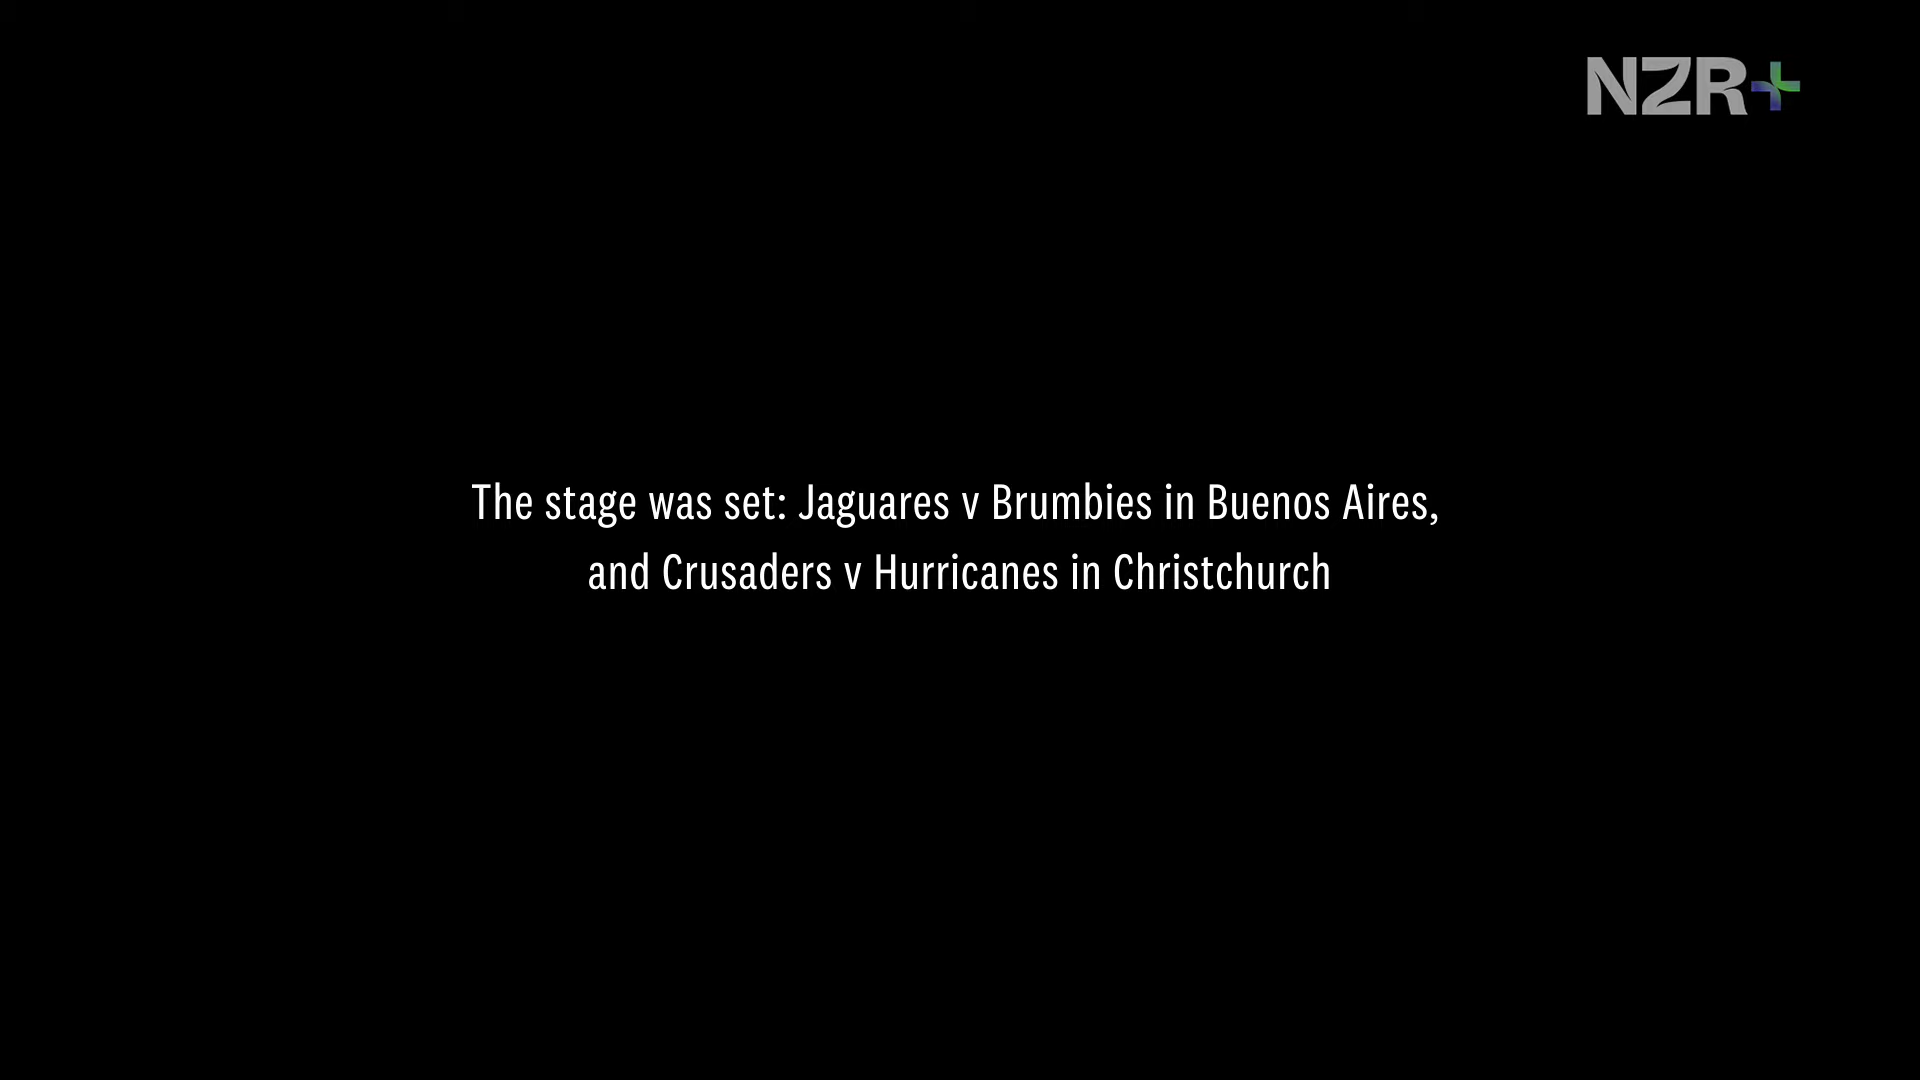 NZR+
The stage was set: Jaguares v Brumbies in Buenos Aires,
and Crusaders v Hurricanes in Christchurch